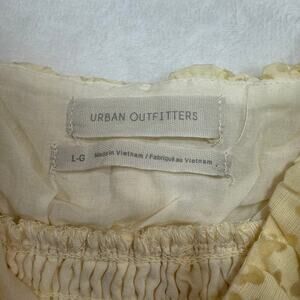 URBAN OUTFITTERS
L-G Made in Vietnam / Fabriqué au Vietnam